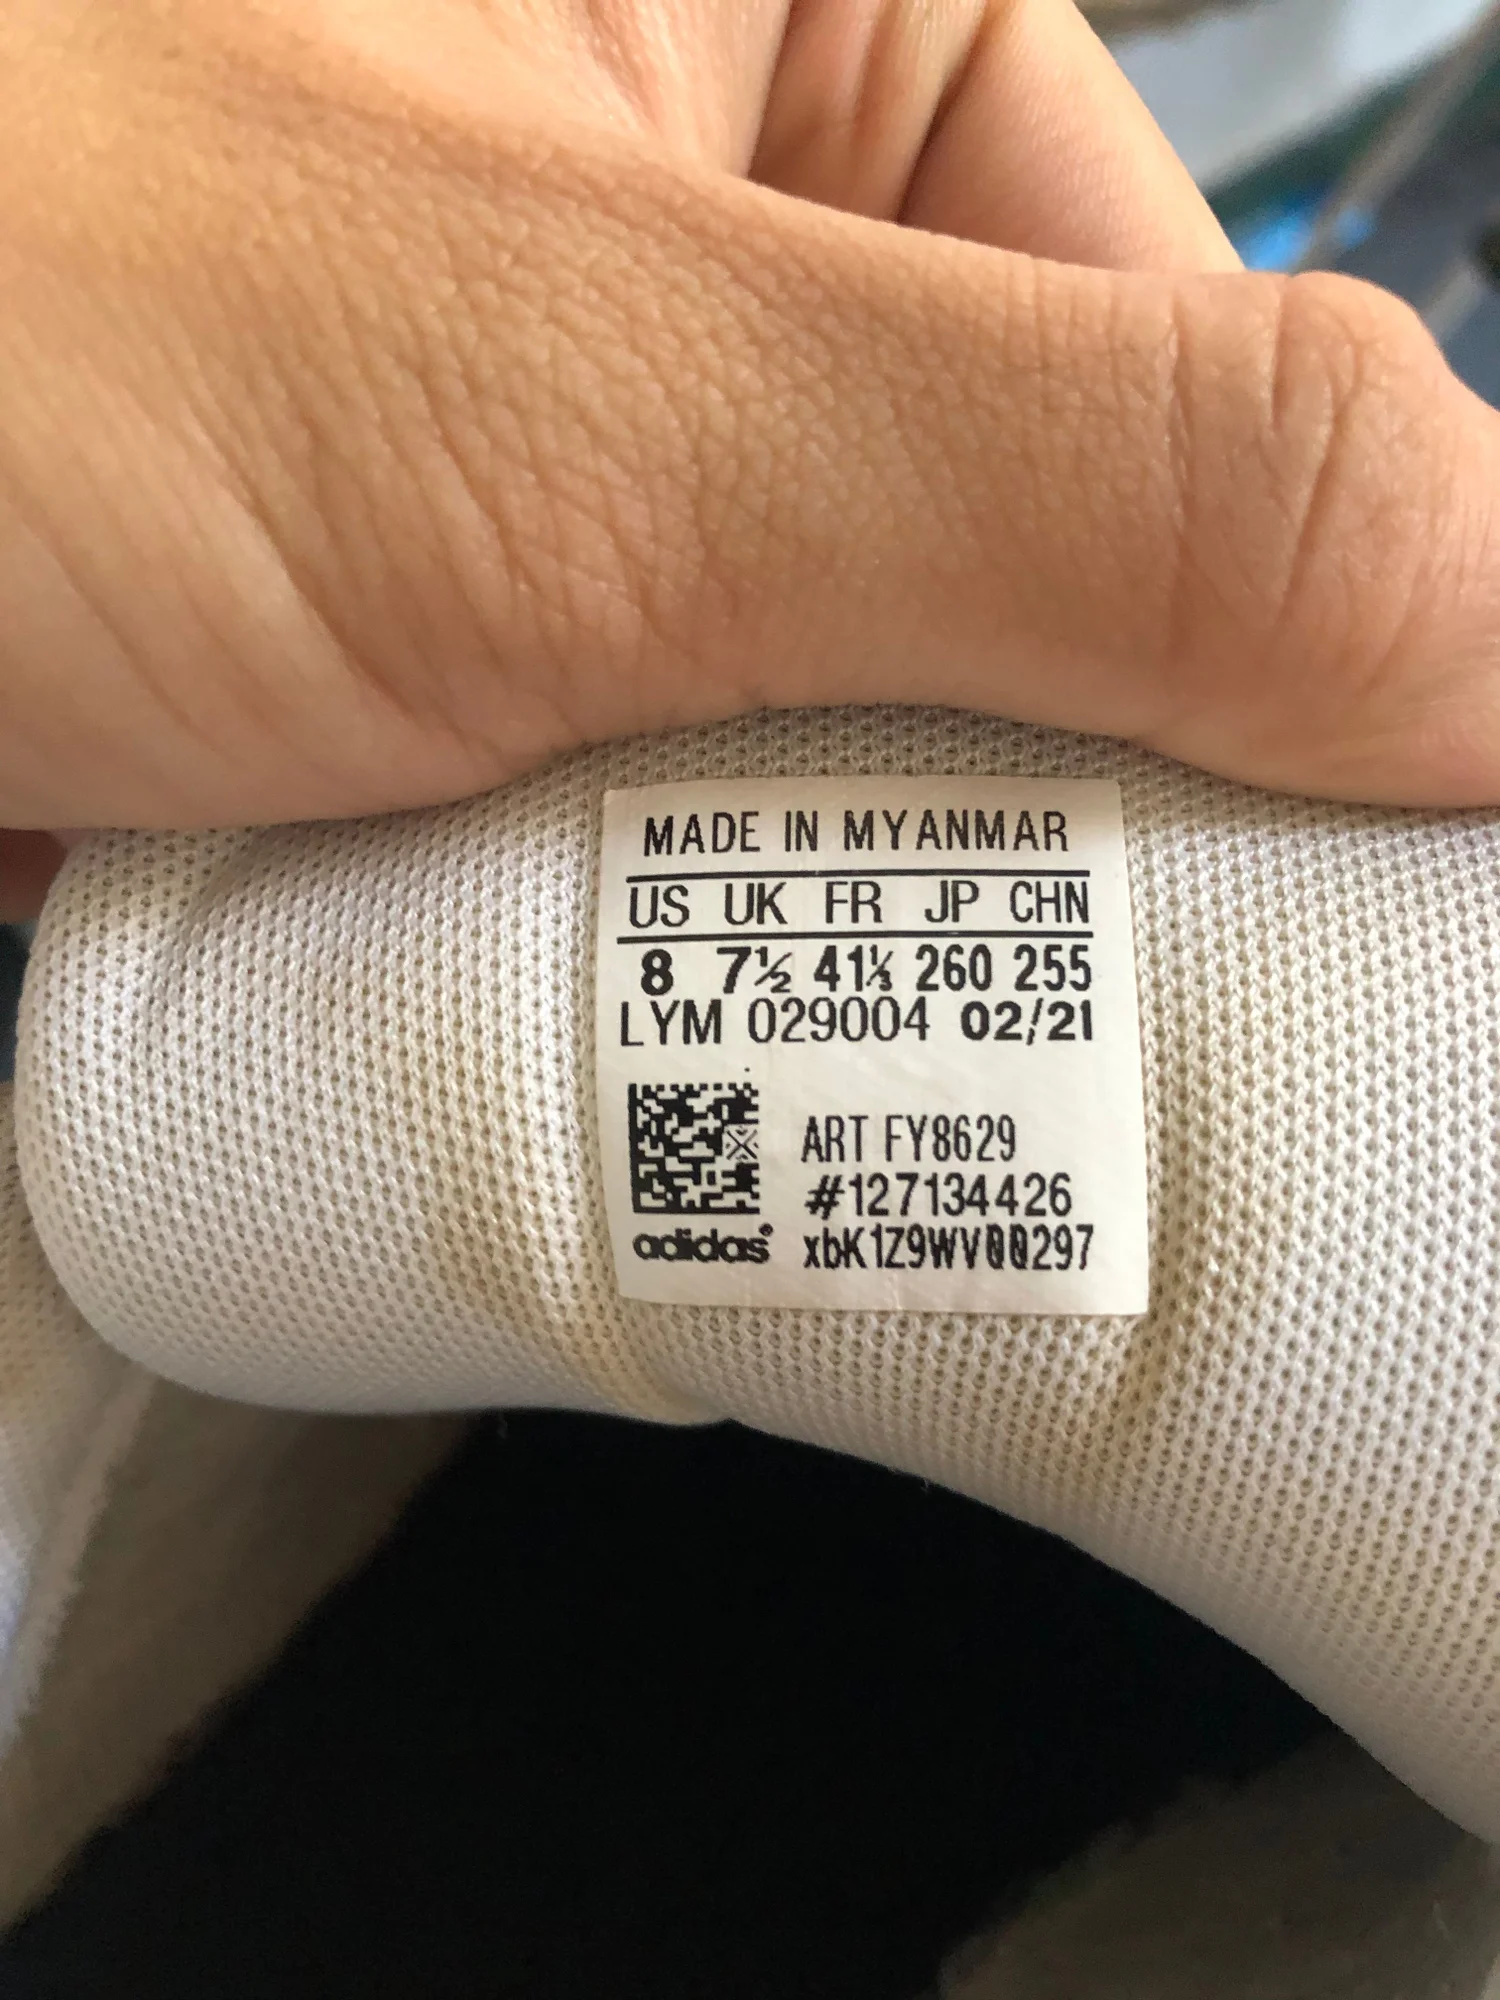 MADE IN MYANMAR
US UK FR JP CHN
8 7½ 41⅓ 260 255
LYM 029004 02/21
ART FY8629
#127134426
adidas® xbK1Z9WV00297